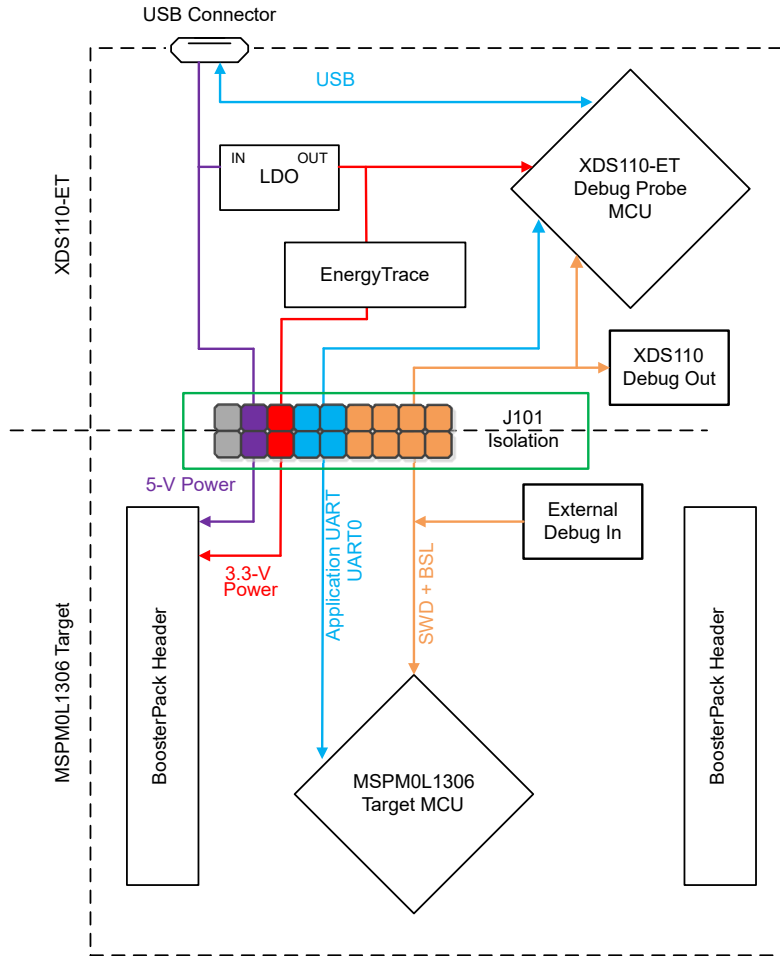 USB Connector
USB
IN
OUT
LDO
XDS110-ET
Debug Probe
MCU
XDS110-ET
EnergyTrace
XDS110
Debug Out
J101
Isolation
5-V Power
3.3-V
Power
Application UART
UART0
SWD + BSL
External
Debug In
MSPM0L1306 Target
BoosterPack Header
MSPM0L1306
Target MCU
BoosterPack Header